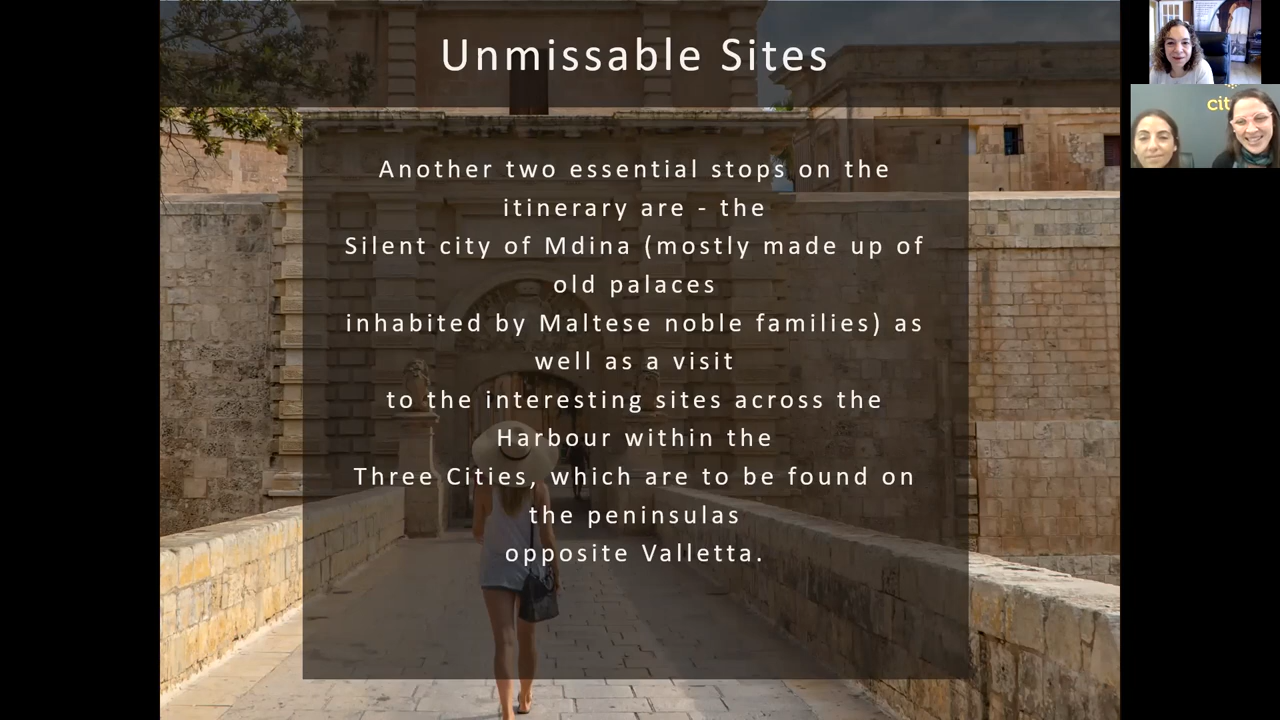 Unmissable Sites
Another two essential stops on the
itinerary are - the
Silent city of Mdina (mostly made up of
old palaces
inhabited by Maltese noble families) as
well as a visit
to the interesting sites across the
Harbour within the
Three Cities, which are to be found on
the peninsulas
opposite Valletta.
cit